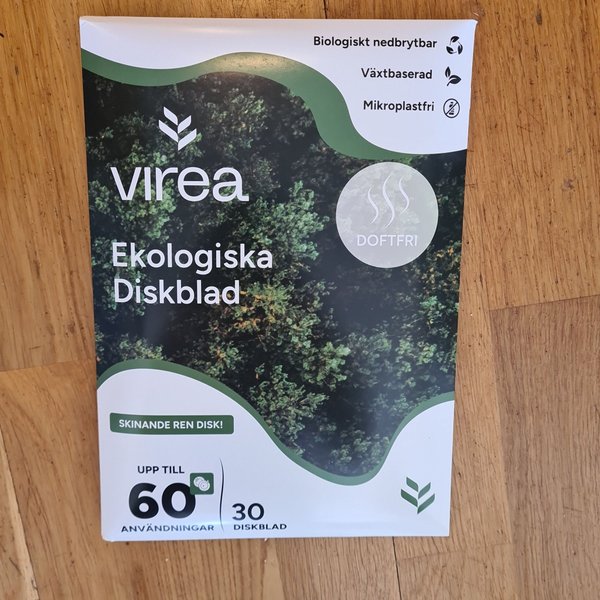 Biologiskt nedbrytbar
Växtbaserad
Mikroplastfri
virea
DOFTFRI
Ekologiska
Diskblad
SKINANDE REN DISK!
UPP TILL
60
ANVÄNDNINGAR
30
DISKBLAD